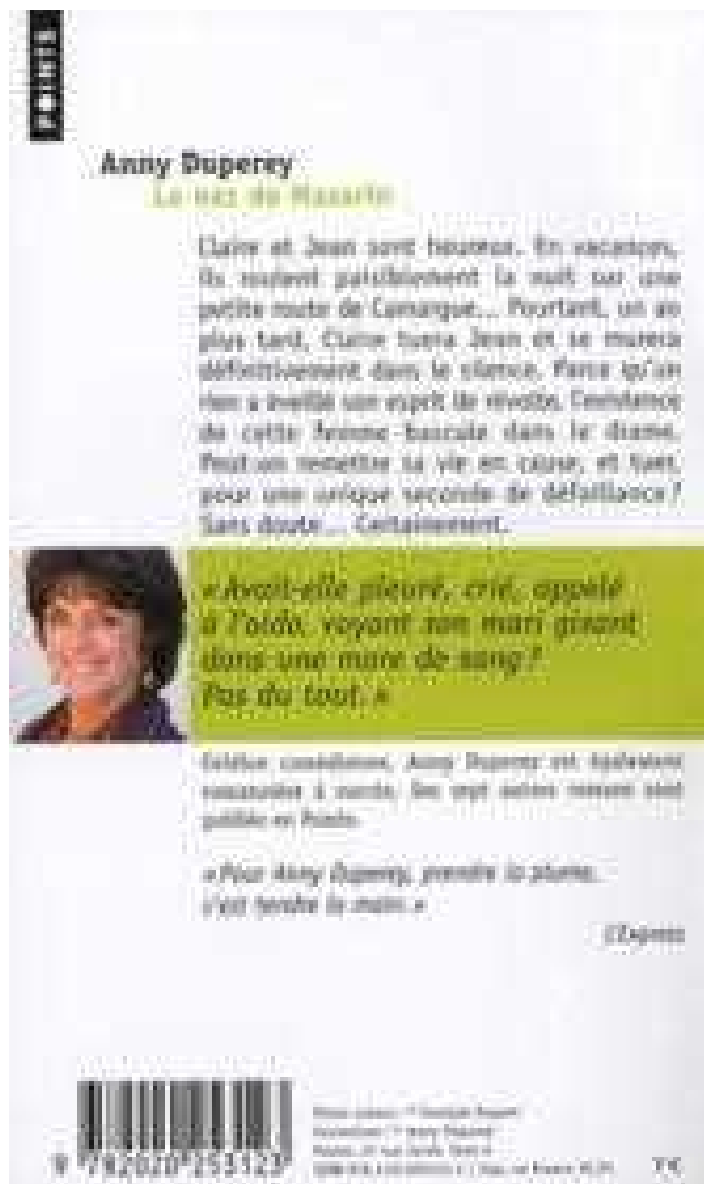 POINTS
Anny Duperey
Le nez de Mazarin
Claire et Jean sont heureux. En vacances,
ils roulent paisiblement la nuit sur une
petite route de Camargue... Pourtant, un an
plus tard, Claire tuera Jean et se murera
définitivement dans le silence. Parce qu'un
rien a éveillé son esprit de révolte, l'existence
de cette femme bascule dans le drame.
Peut-on remettre sa vie en cause, et tuer,
pour une unique seconde de défaillance ?
Sans doute... Certainement.
« Avait-elle pleuré, crié, appelé
à l'aide, voyant son mari gisant
dans une mare de sang ?
Pas du tout. »
Anny Duperey est également
romancière à succès. Ses sept autres romans sont
publiés en Points.
« Pour Anny Duperey, prendre la plume,
c'est tendre la main. »
L'Express
9 782020 253123
7 €